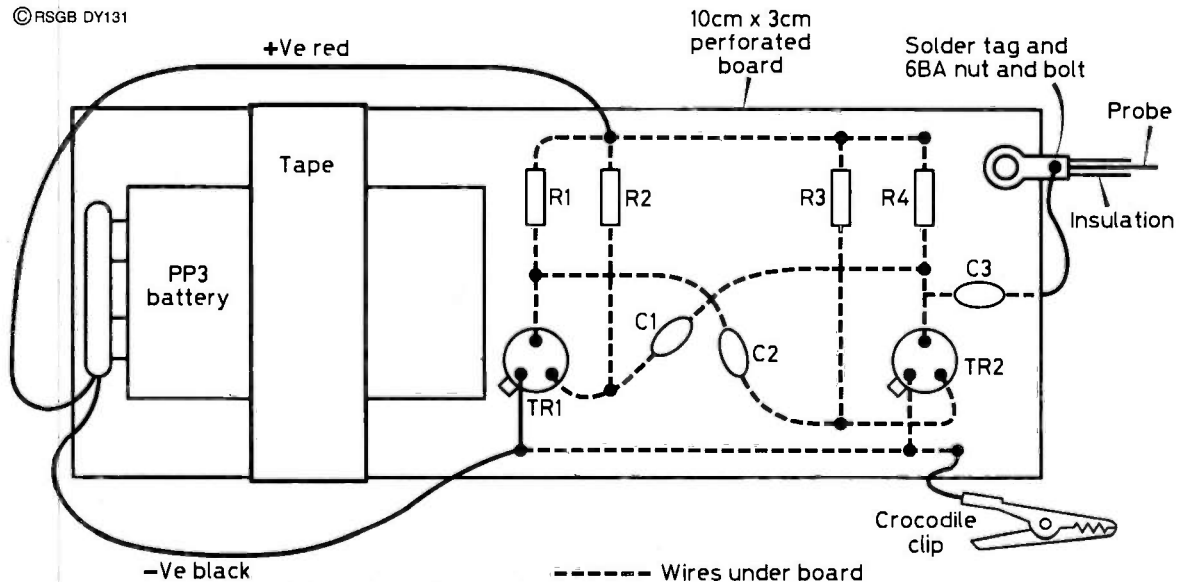 © RSGB DY131
+Ve red
10cm x 3cm
perforated
board
Solder tag and
6BA nut and bolt
Probe
Insulation
Tape
PP3
battery
R1
R2
R3
R4
C3
C1
C2
TR1
TR2
Crocodile
clip
-Ve black
Wires under board